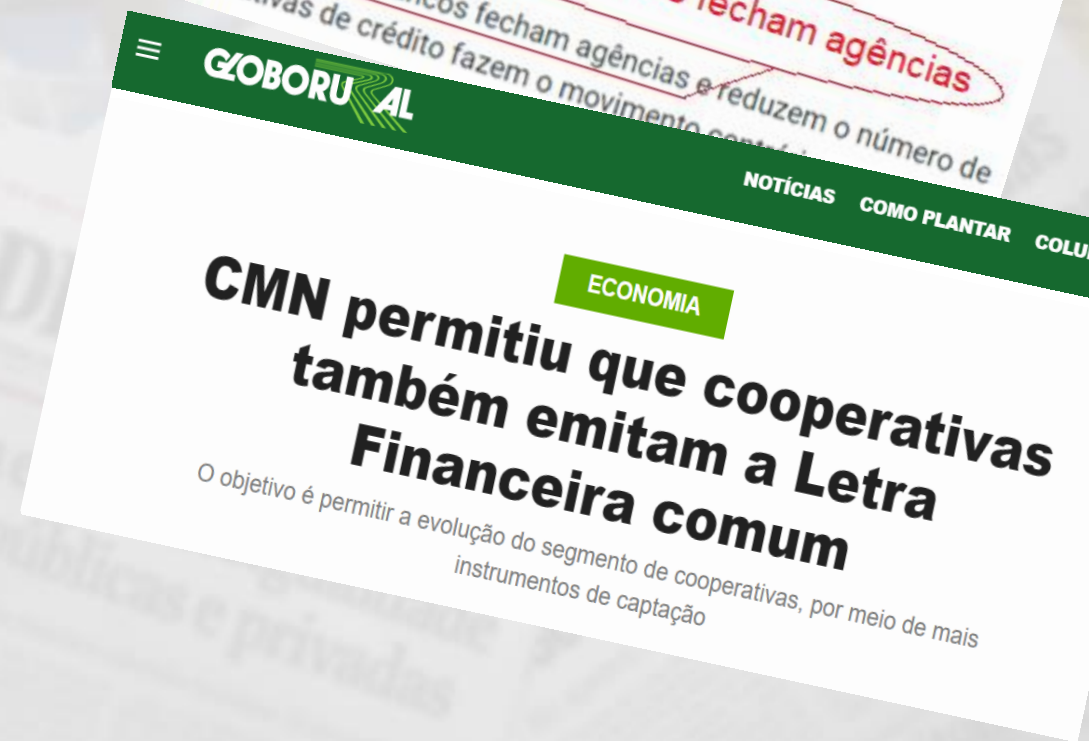 fecham agências
fecham agências e reduzem o número de
de crédito fazem o movimento
GLOBORURAL
NOTÍCIAS COMO PLANTAR
ECONOMIA
CMN permitiu que cooperativas
também emitam a Letra
Financeira comum
O objetivo é permitir a evolução do segmento de cooperativas, por meio de mais
instrumentos de captação
públicas e privadas